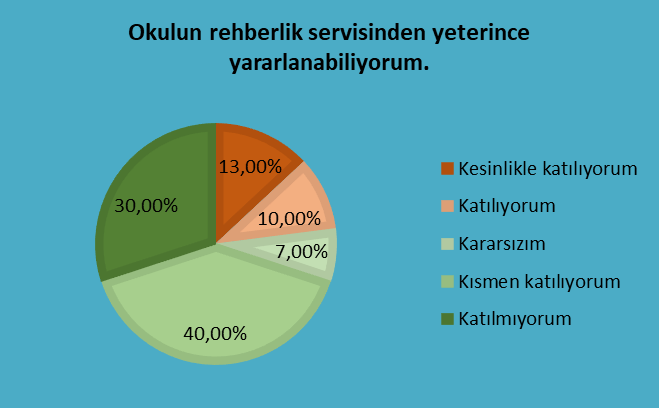 Okulun rehberlik servisinden yeterince
yararlanabiliyorum.
13,00%
10,00%
7,00%
40,00%
30,00%
Kesinlikle katılıyorum
Katılıyorum
Kararsızım
Kısmen katılıyorum
Katılmıyorum